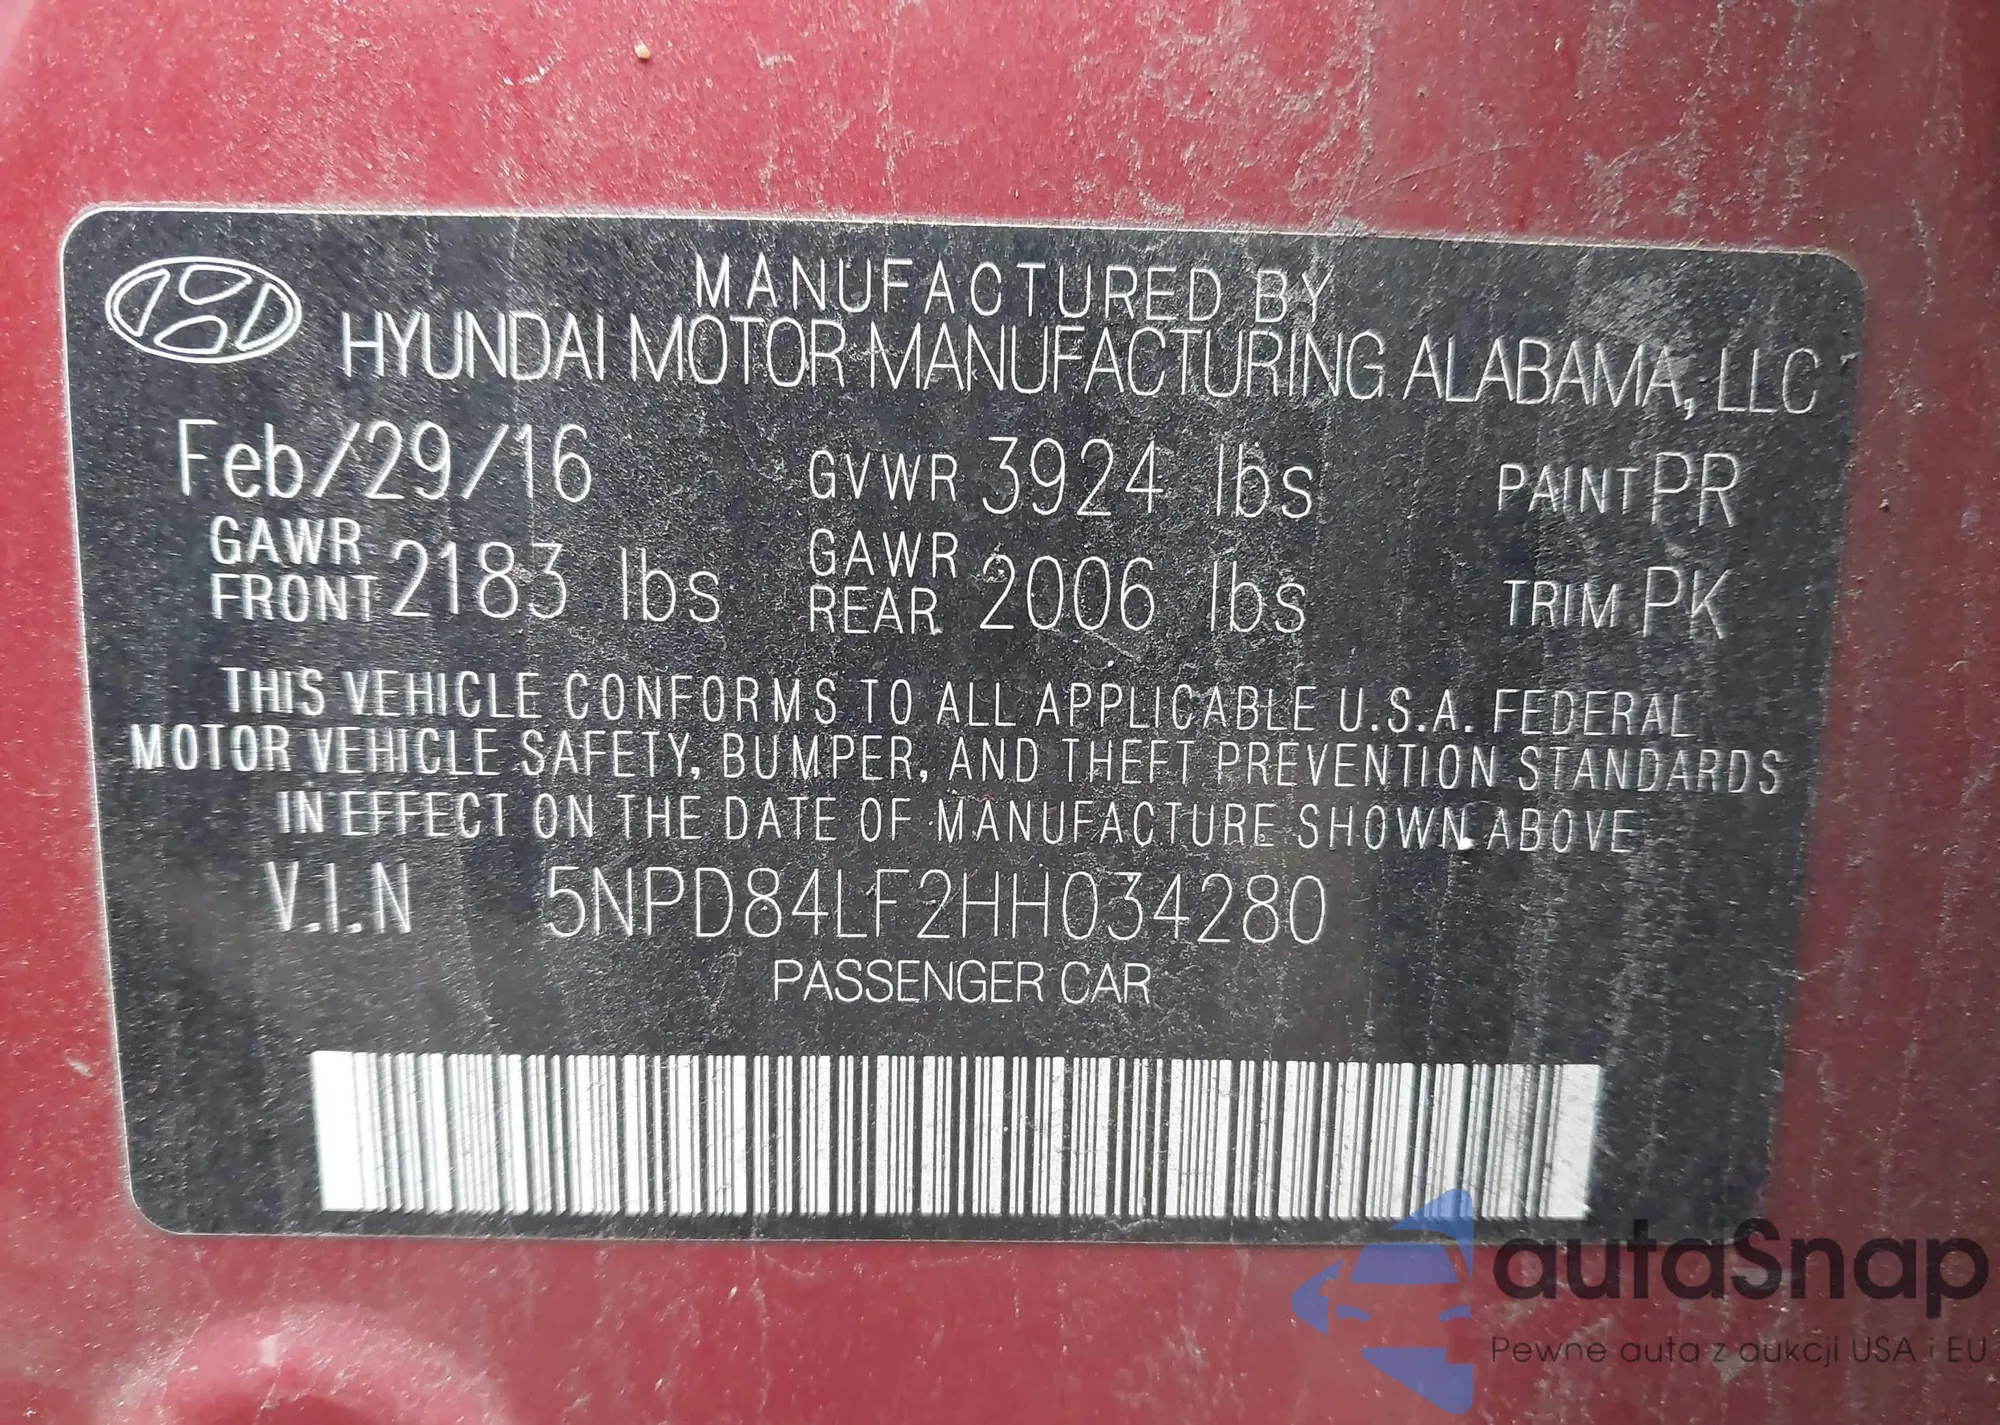 MANUFACTURED BY
HYUNDAI MOTOR MANUFACTURING ALABAMA, LLC
Feb/29/16 GVWR 3924 lbs PAINT PR
GAWR FRONT 2183 lbs GAWR REAR 2006 lbs TRIM PK
THIS VEHICLE CONFORMS TO ALL APPLICABLE U.S.A. FEDERAL
MOTOR VEHICLE SAFETY, BUMPER, AND THEFT PREVENTION STANDARDS
IN EFFECT ON THE DATE OF MANUFACTURE SHOWN ABOVE
V.I.N 5NPD84LF2HH034280
PASSENGER CAR
autaSnap
Pewne auta z aukcji USA i EU